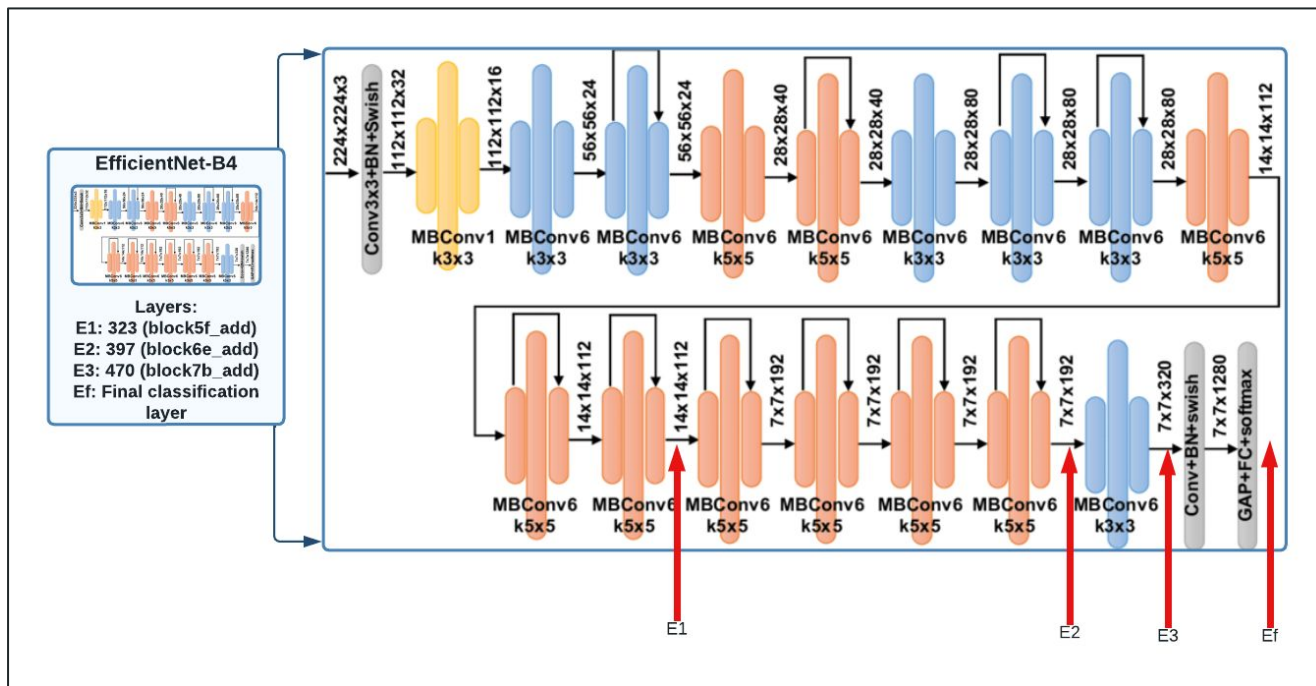 EfficientNet-B4
Layers:
E1: 323 (block5f_add)
E2: 397 (block6e_add)
E3: 470 (block7b_add)
Ef: Final classification
layer
224x224x3
Conv3x3+BN+Swish
112x112x32
MBConv1
k3x3
112x112x16
MBConv6
k3x3
56x56x24
MBConv6
k3x3
56x56x24
MBConv6
k5x5
28x28x40
MBConv6
k5x5
28x28x40
MBConv6
k3x3
28x28x80
MBConv6
k3x3
28x28x80
MBConv6
k3x3
28x28x80
MBConv6
k5x5
14x14x112
MBConv6
k5x5
14x14x112
MBConv6
k5x5
14x14x112
MBConv6
k5x5
7x7x192
MBConv6
k5x5
7x7x192
MBConv6
k5x5
7x7x192
MBConv6
k5x5
7x7x192
MBConv6
k3x3
7x7x320
Conv+BN+swish
7x7x1280
GAP+FC+softmax
E1
E2
E3
Ef